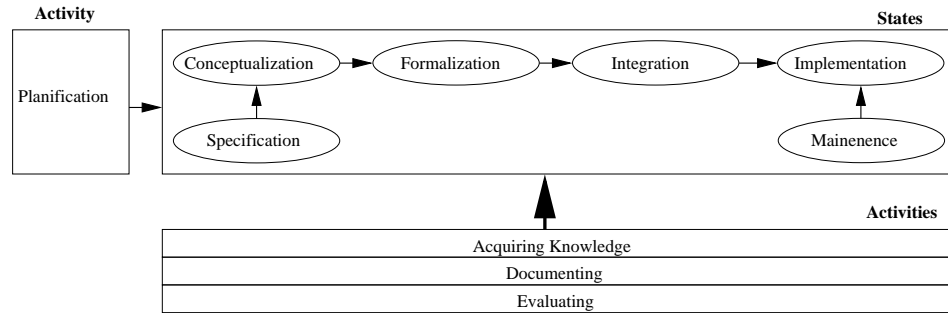 Activity
States
Conceptualization
Formalization
Integration
Implementation
Planification
Specification
Mainenence
Activities
Acquiring Knowledge
Documenting
Evaluating